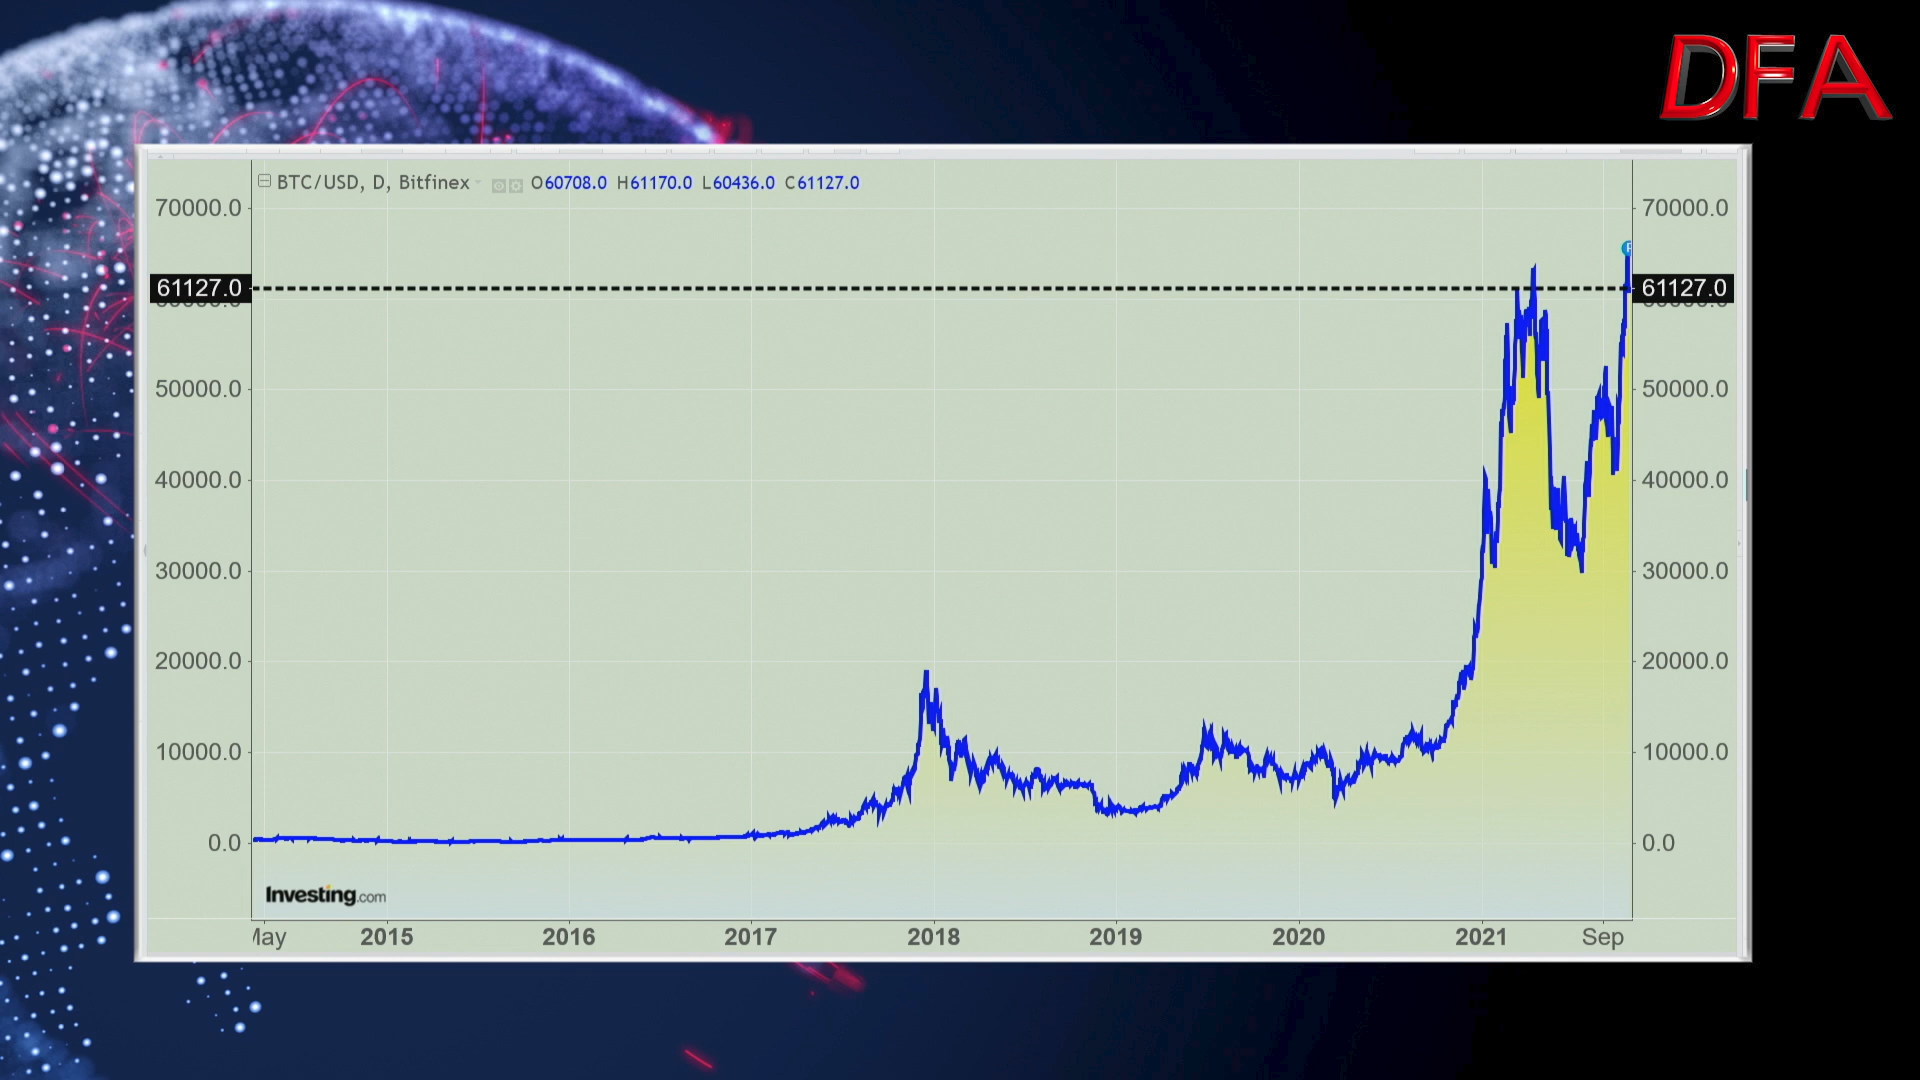 DFA
BTC/USD, D, Bitfinex O60708.0 H61170.0 L60436.0 C61127.0
70000.0 70000.0
61127.0 61127.0
50000.0 50000.0
40000.0 40000.0
30000.0 30000.0
20000.0 20000.0
10000.0 10000.0
0.0 0.0
Investing.com
May 2015 2016 2017 2018 2019 2020 2021 Sep